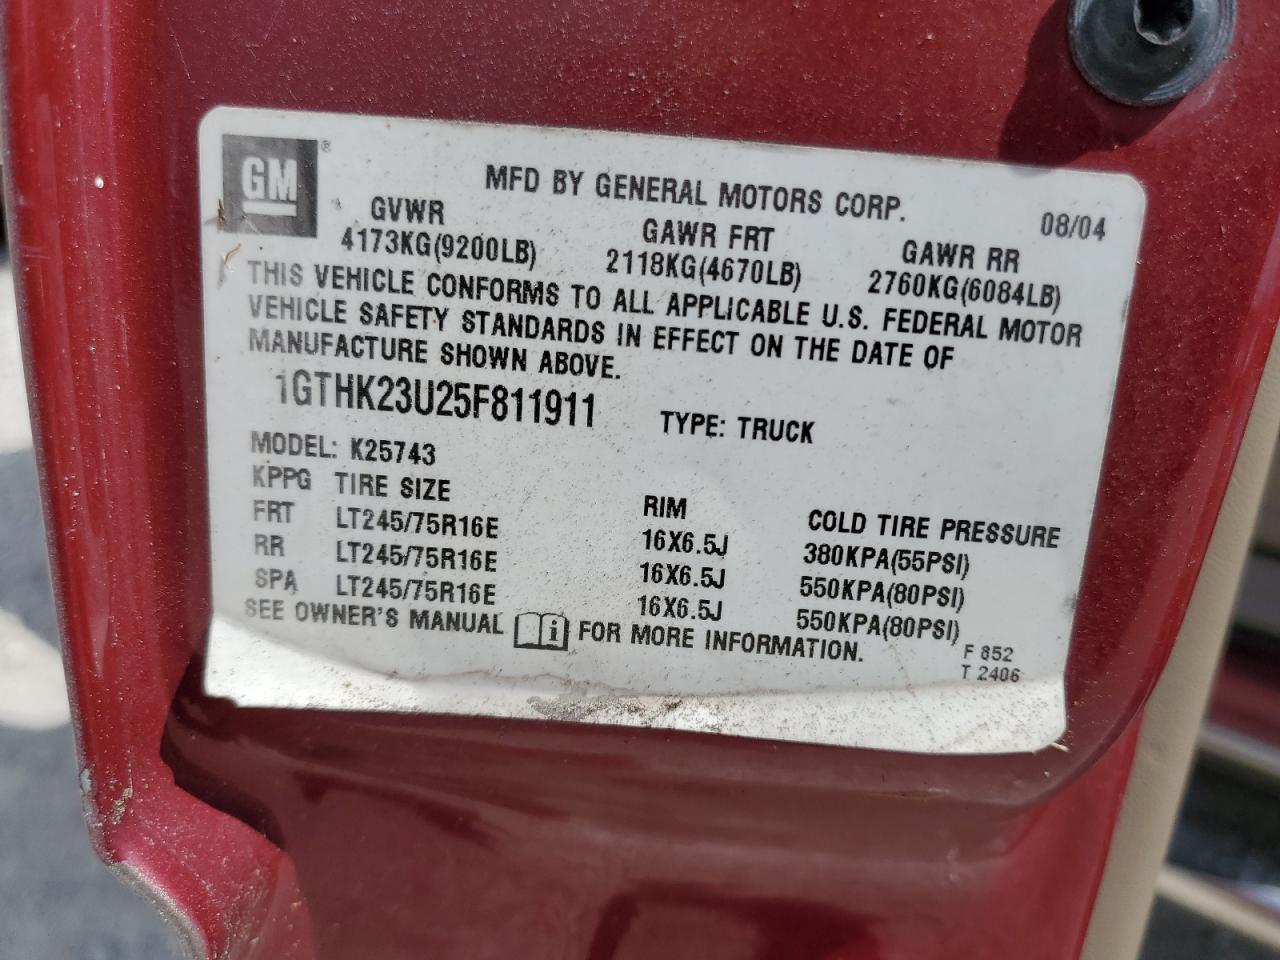 GM ®
MFD BY GENERAL MOTORS CORP.
08/04
GVWR GAWR FRT GAWR RR
4173KG(9200LB) 2118KG(4670LB) 2760KG(6084LB)
THIS VEHICLE CONFORMS TO ALL APPLICABLE U.S. FEDERAL MOTOR
VEHICLE SAFETY STANDARDS IN EFFECT ON THE DATE OF
MANUFACTURE SHOWN ABOVE.
1GTHK23U25F811911 TYPE: TRUCK
MODEL: K25743
KPPG TIRE SIZE RIM COLD TIRE PRESSURE
FRT LT245/75R16E 16X6.5J 380KPA(55PSI)
RR LT245/75R16E 16X6.5J 550KPA(80PSI)
SPA LT245/75R16E 16X6.5J 550KPA(80PSI)
SEE OWNER'S MANUAL i FOR MORE INFORMATION.
F 852
T 2406